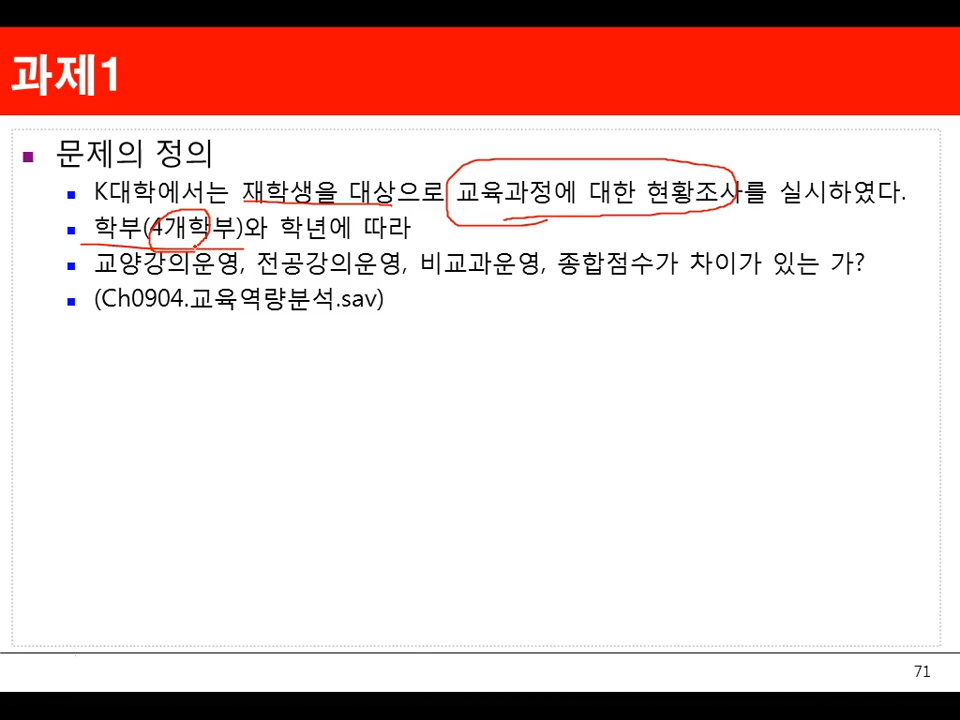 과제1
문제의 정의
K대학에서는 재학생을 대상으로 교육과정에 대한 현황조사를 실시하였다.
학부(4개학부)와 학년에 따라
교양강의운영, 전공강의운영, 비교과운영, 종합점수가 차이가 있는 가?
(Ch0904.교육역량분석.sav)
71